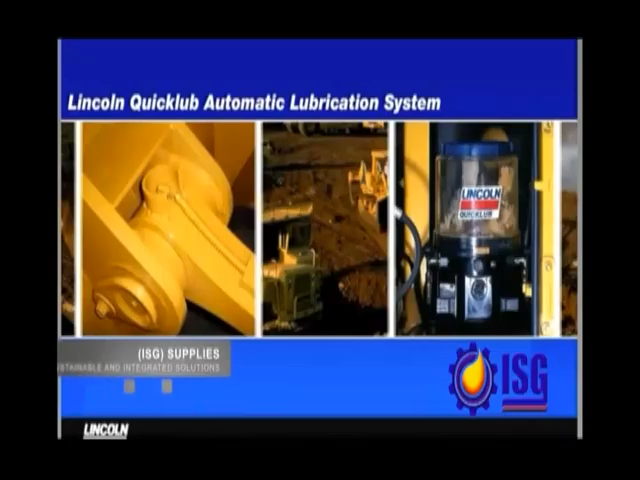 Lincoln Quicklub Automatic Lubrication System
LINCOLN
QUICKLUB
(ISG) SUPPLIES
STAINABLE AND INTEGRATED SOLUTIONS
ISG
LINCOLN